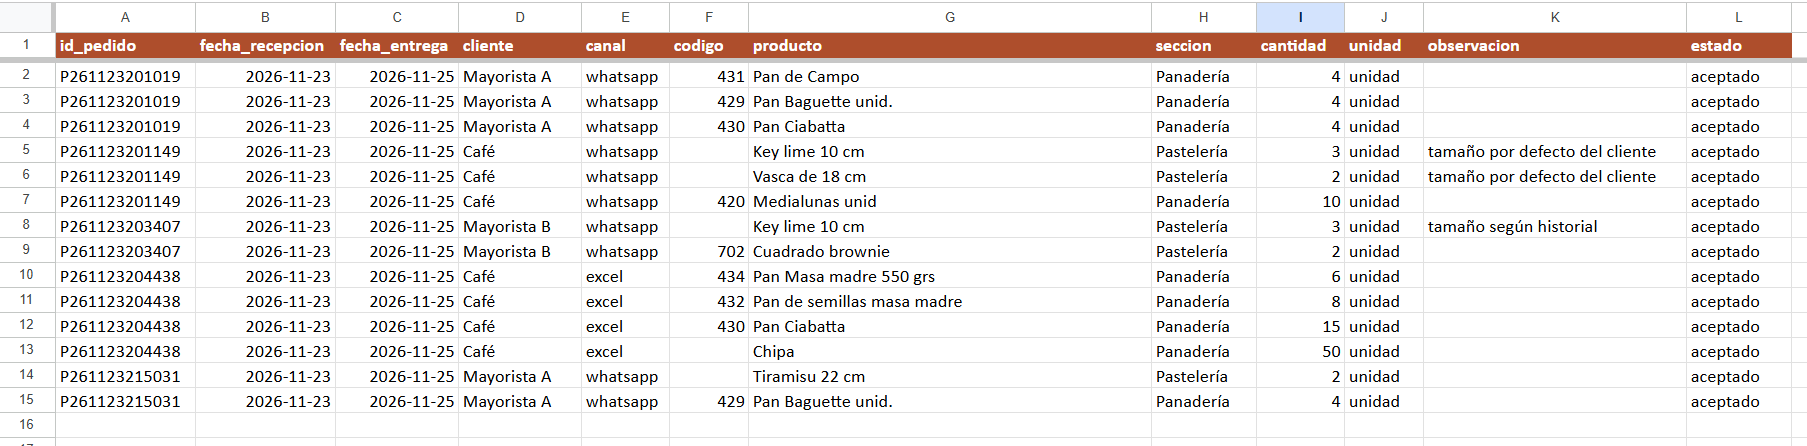 A B C D E F G H I J K L
1 id_pedido fecha_recepcion fecha_entrega cliente canal codigo producto seccion cantidad unidad observacion estado
2 P261123201019 2026-11-23 2026-11-25 Mayorista A whatsapp 431 Pan de Campo Panadería 4 unidad aceptado
3 P261123201019 2026-11-23 2026-11-25 Mayorista A whatsapp 429 Pan Baguette unid. Panadería 4 unidad aceptado
4 P261123201019 2026-11-23 2026-11-25 Mayorista A whatsapp 430 Pan Ciabatta Panadería 4 unidad aceptado
5 P261123201149 2026-11-23 2026-11-25 Café whatsapp Key lime 10 cm Pastelería 3 unidad tamaño por defecto del cliente aceptado
6 P261123201149 2026-11-23 2026-11-25 Café whatsapp Vasca de 18 cm Pastelería 2 unidad tamaño por defecto del cliente aceptado
7 P261123201149 2026-11-23 2026-11-25 Café whatsapp 420 Medialunas unid Panadería 10 unidad aceptado
8 P261123203407 2026-11-23 2026-11-25 Mayorista B whatsapp Key lime 10 cm Pastelería 3 unidad tamaño según historial aceptado
9 P261123203407 2026-11-23 2026-11-25 Mayorista B whatsapp 702 Cuadrado brownie Pastelería 2 unidad aceptado
10 P261123204438 2026-11-23 2026-11-25 Café excel 434 Pan Masa madre 550 grs Panadería 6 unidad aceptado
11 P261123204438 2026-11-23 2026-11-25 Café excel 432 Pan de semillas masa madre Panadería 8 unidad aceptado
12 P261123204438 2026-11-23 2026-11-25 Café excel 430 Pan Ciabatta Panadería 15 unidad aceptado
13 P261123204438 2026-11-23 2026-11-25 Café excel Chipa Panadería 50 unidad aceptado
14 P261123215031 2026-11-23 2026-11-25 Mayorista A whatsapp Tiramisu 22 cm Pastelería 2 unidad aceptado
15 P261123215031 2026-11-23 2026-11-25 Mayorista A whatsapp 429 Pan Baguette unid. Panadería 4 unidad aceptado
16